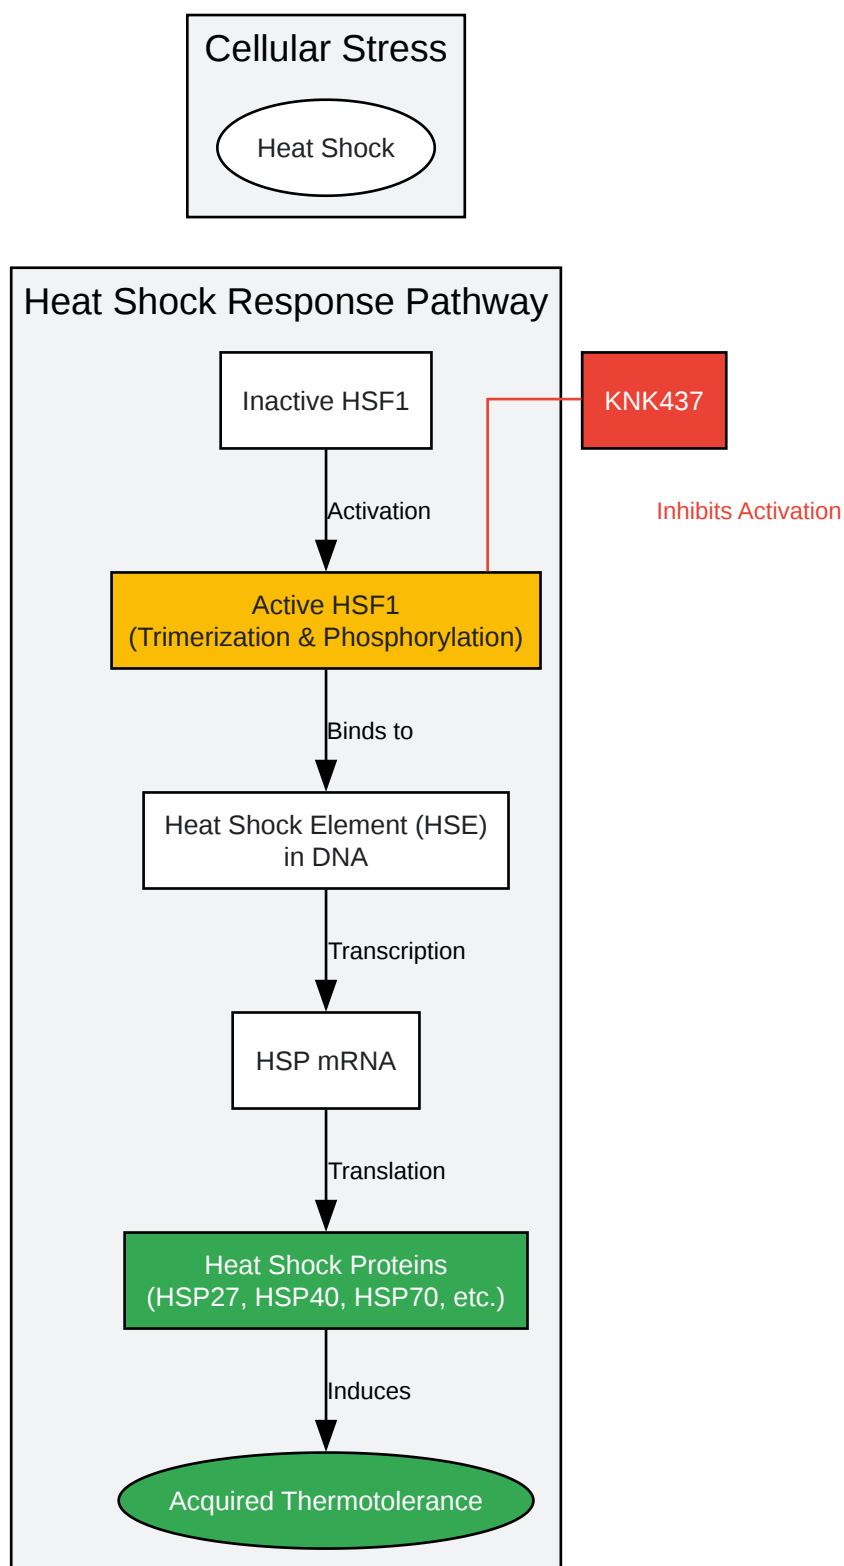 Cellular Stress
Heat Shock
Heat Shock Response Pathway
Inactive HSF1
KNK437
Activation
Inhibits Activation
Active HSF1
(Trimerization & Phosphorylation)
Binds to
Heat Shock Element (HSE)
in DNA
Transcription
HSP mRNA
Translation
Heat Shock Proteins
(HSP27, HSP40, HSP70, etc.)
Induces
Acquired Thermotolerance